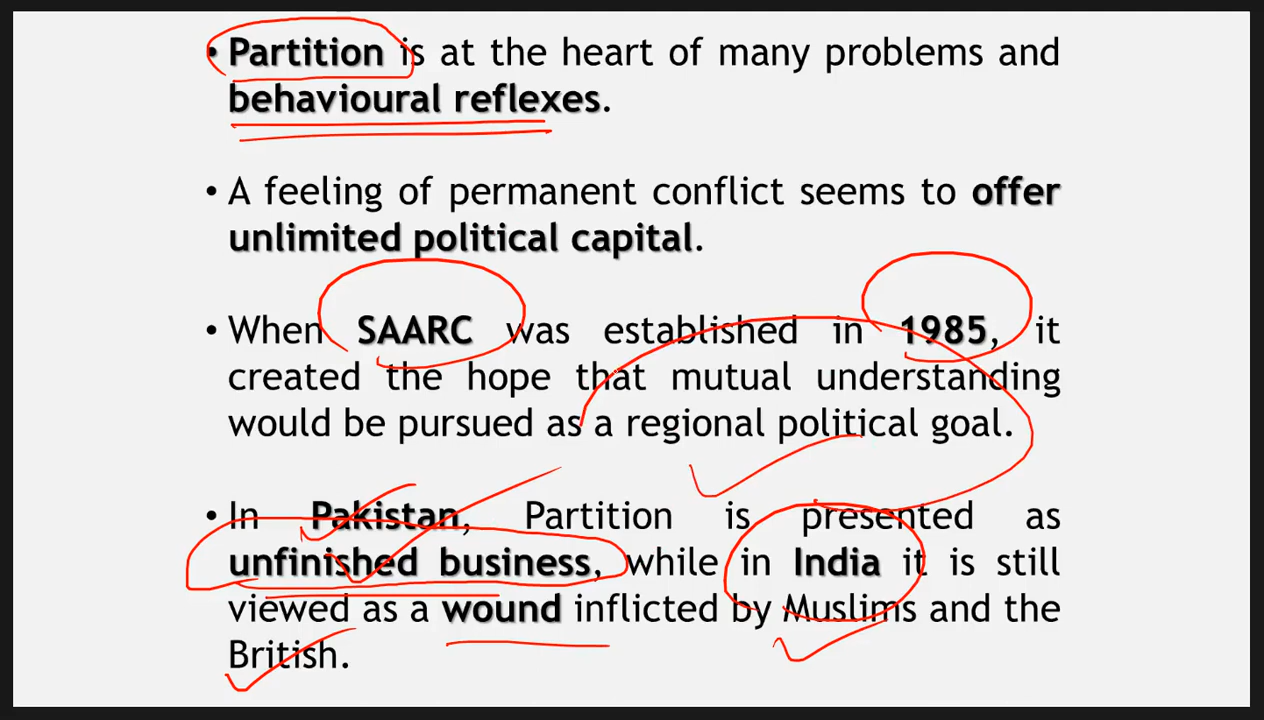 • Partition is at the heart of many problems and
behavioural reflexes.
• A feeling of permanent conflict seems to offer
unlimited political capital.
• When SAARC was established in 1985, it
created the hope that mutual understanding
would be pursued as a regional political goal.
• In Pakistan, Partition is presented as
unfinished business, while in India it is still
viewed as a wound inflicted by Muslims and the
British.